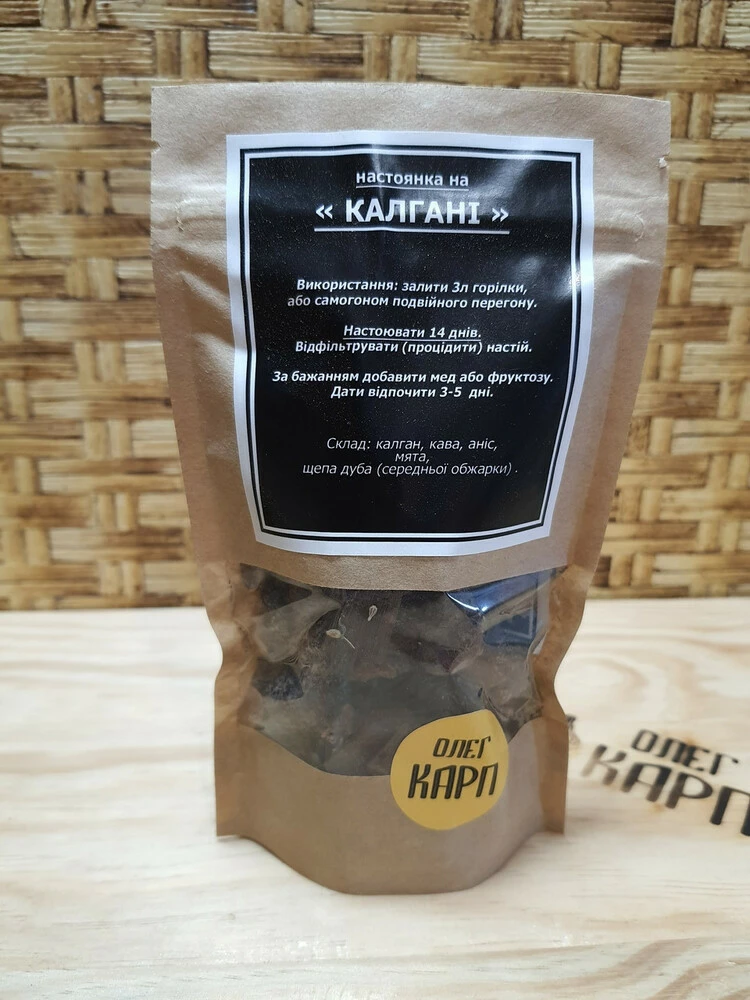 настоянка на
« КАЛГАНІ »
Використання: залити 3л горілки,
або самогоном подвійного перегону.
Настоювати 14 днів.
Відфільтрувати (процідити) настій.
За бажанням добавити мед або фруктозу.
Дати відпочити 3-5 дні.
Склад: калган, кава, аніс,
мята,
щепа дуба (середньої обжарки) .
ОЛЕГ
КАРП
ОЛЕГ
КАРП